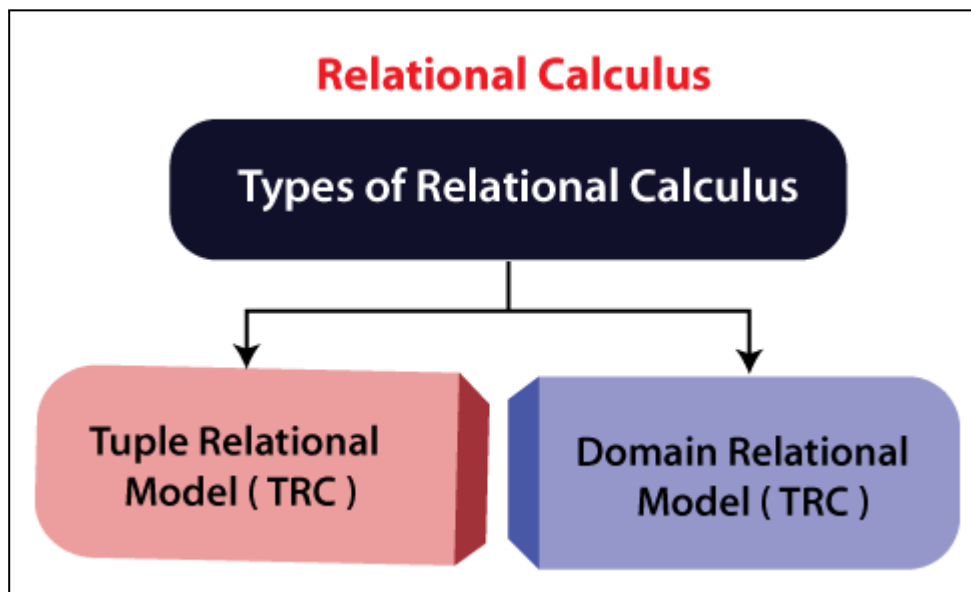 Relational Calculus
Types of Relational Calculus
Tuple Relational
Model ( TRC )
Domain Relational
Model ( TRC )